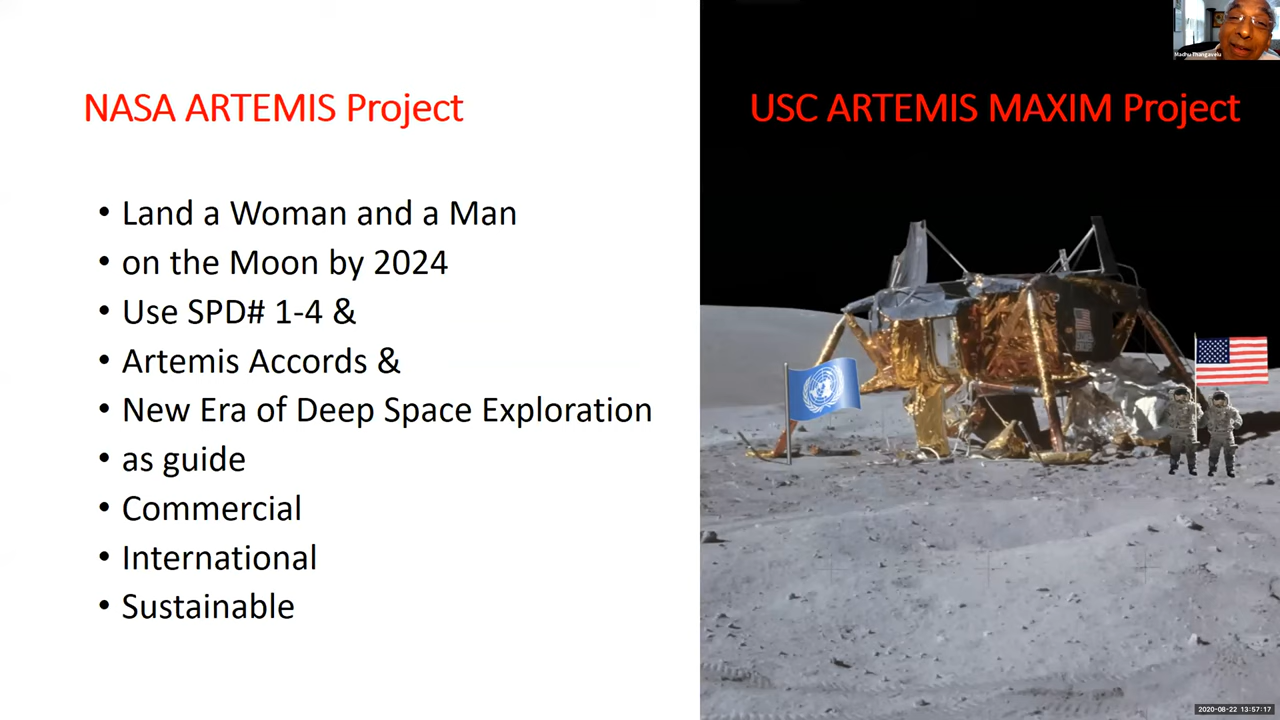 Madhu Thangavelu
NASA ARTEMIS Project
USC ARTEMIS MAXIM Project
• Land a Woman and a Man
• on the Moon by 2024
• Use SPD# 1-4 &
• Artemis Accords &
• New Era of Deep Space Exploration
• as guide
• Commercial
• International
• Sustainable
2020-08-22 13:57:17